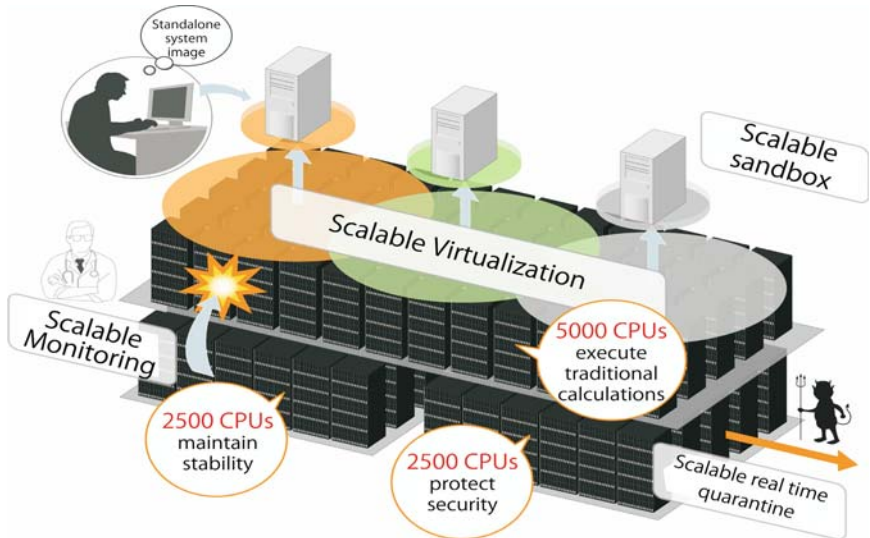 Standalone
system
image
Scalable
sandbox
Scalable Virtualization
Scalable
Monitoring
5000 CPUs
execute
traditional
calculations
2500 CPUs
maintain
stability
2500 CPUs
protect
security
Scalable real time
quarantine